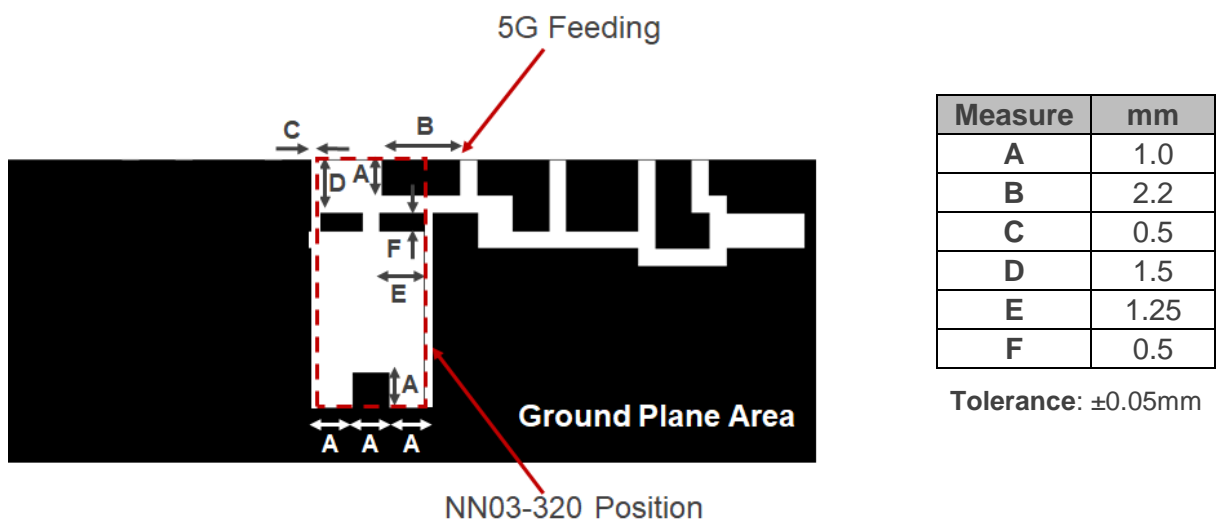 5G Feeding
C
B
D
A
F
E
A
A
A
A
Ground Plane Area
NN03-320 Position
Measure mm
A 1.0
B 2.2
C 0.5
D 1.5
E 1.25
F 0.5
Tolerance: ±0.05mm